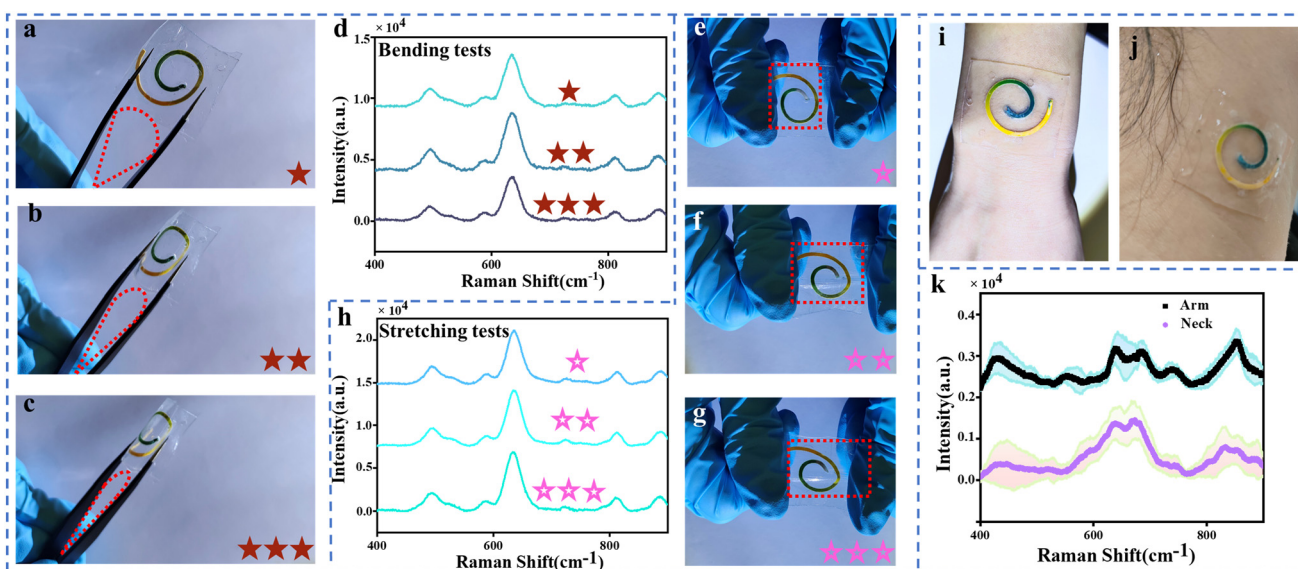 a
b
c
d
× 10⁴
Bending tests
1.5
1.0
0.5
0.0
Intensity(a.u.)
400
600
800
Raman Shift(cm⁻¹)
h
× 10⁴
Stretching tests
2.0
1.5
1.0
0.5
0.0
Intensity(a.u.)
400
600
800
Raman Shift(cm⁻¹)
e
f
g
i
j
k
× 10⁴
Arm
Neck
0.4
0.3
0.2
0.1
0.0
Intensity(a.u.)
400
600
800
Raman Shift(cm⁻¹)